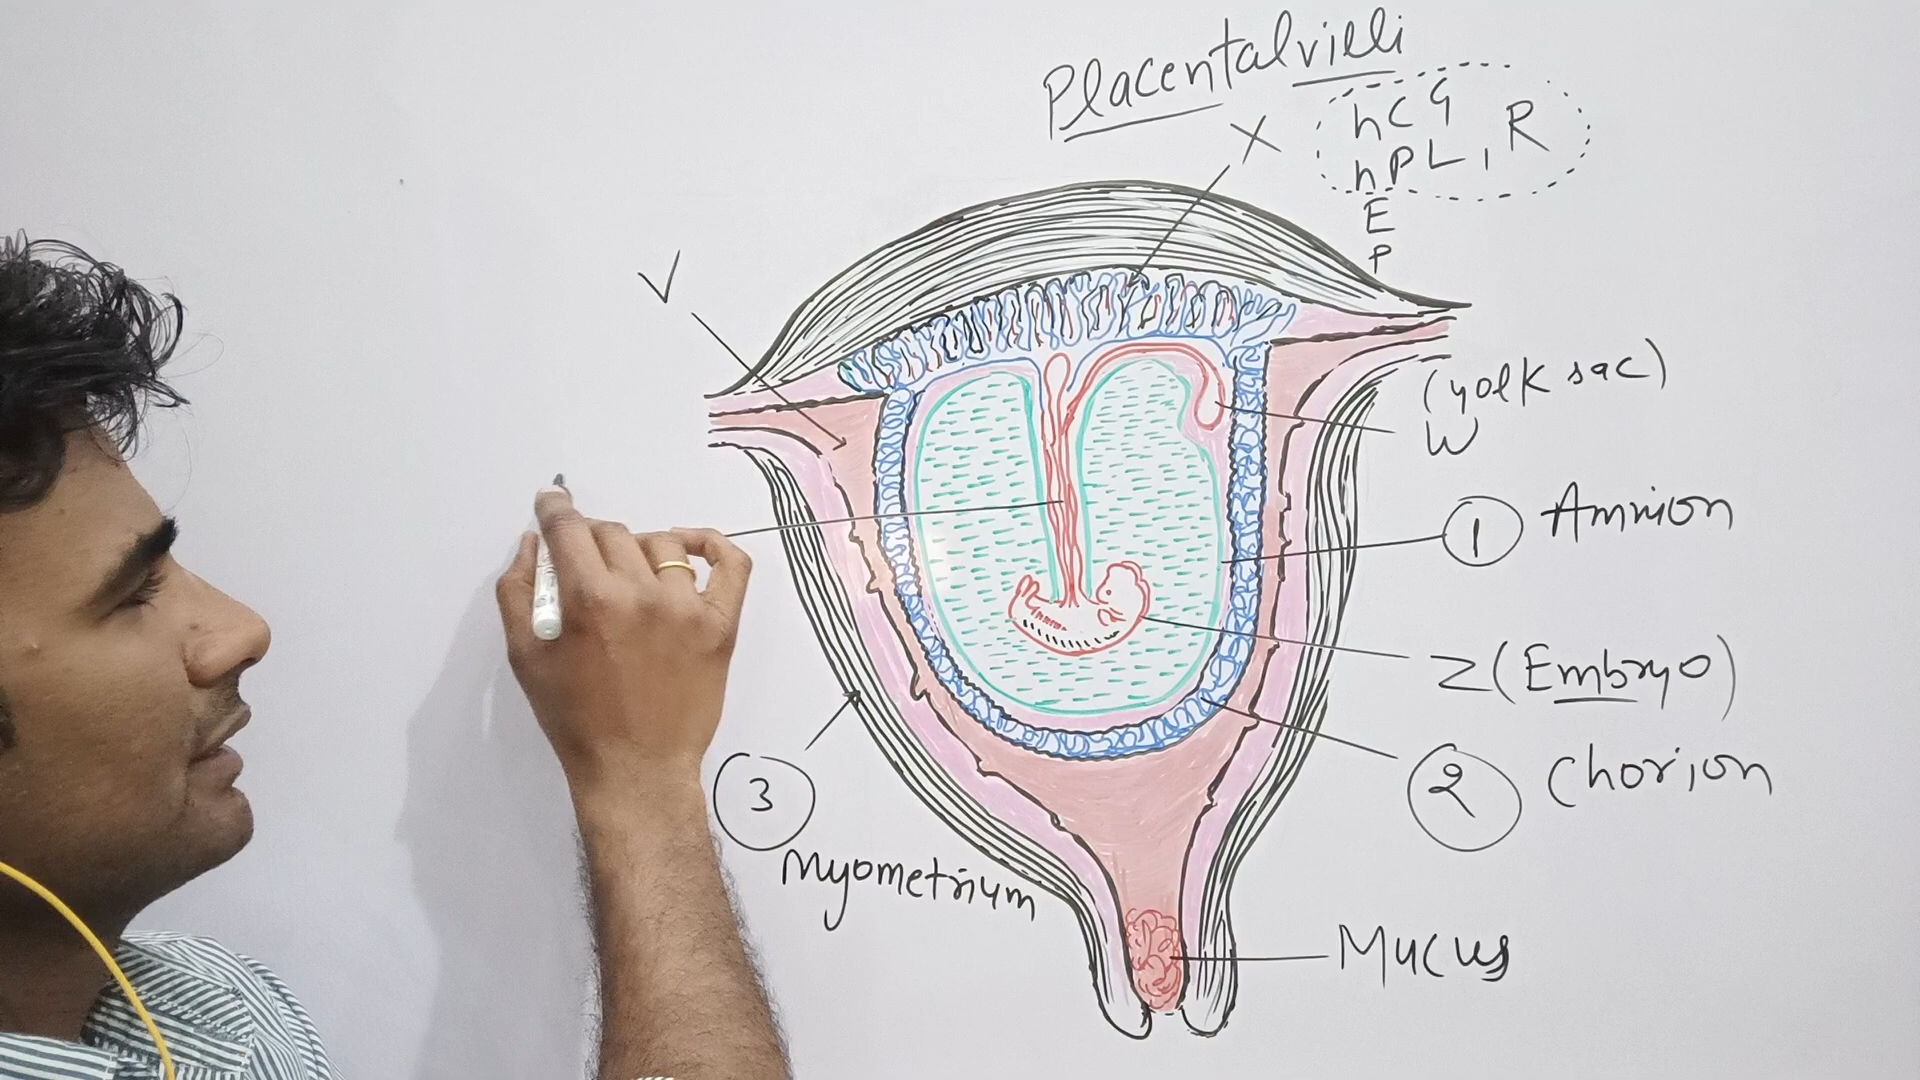 Placentalvilli
X
hCG
hPL, R
E
P
V
(yolk sac)
W
1 Amnion
Z (Embryo)
2 Chorion
3
Myometrium
Mucus